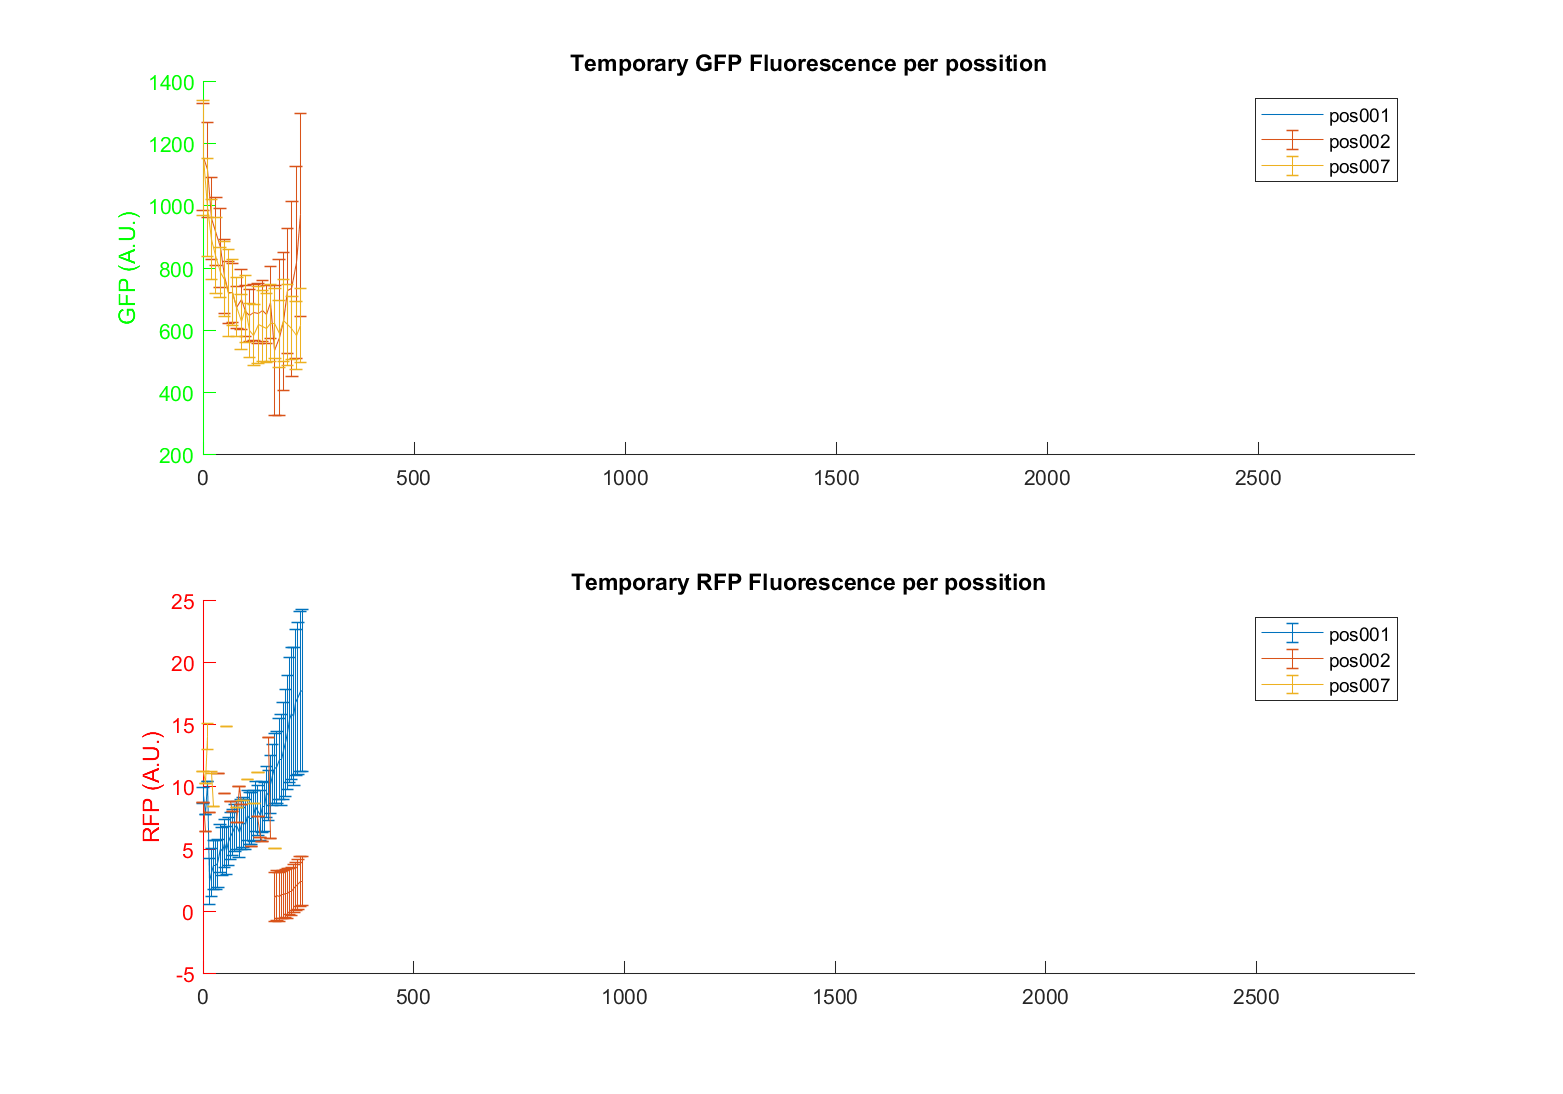 Temporary GFP Fluorescence per possition
1400
1200
1000
800
600
400
200
GFP (A.U.)
0 500 1000 1500 2000 2500
pos001
pos002
pos007
Temporary RFP Fluorescence per possition
25
20
15
10
5
0
-5
RFP (A.U.)
0 500 1000 1500 2000 2500
pos001
pos002
pos007